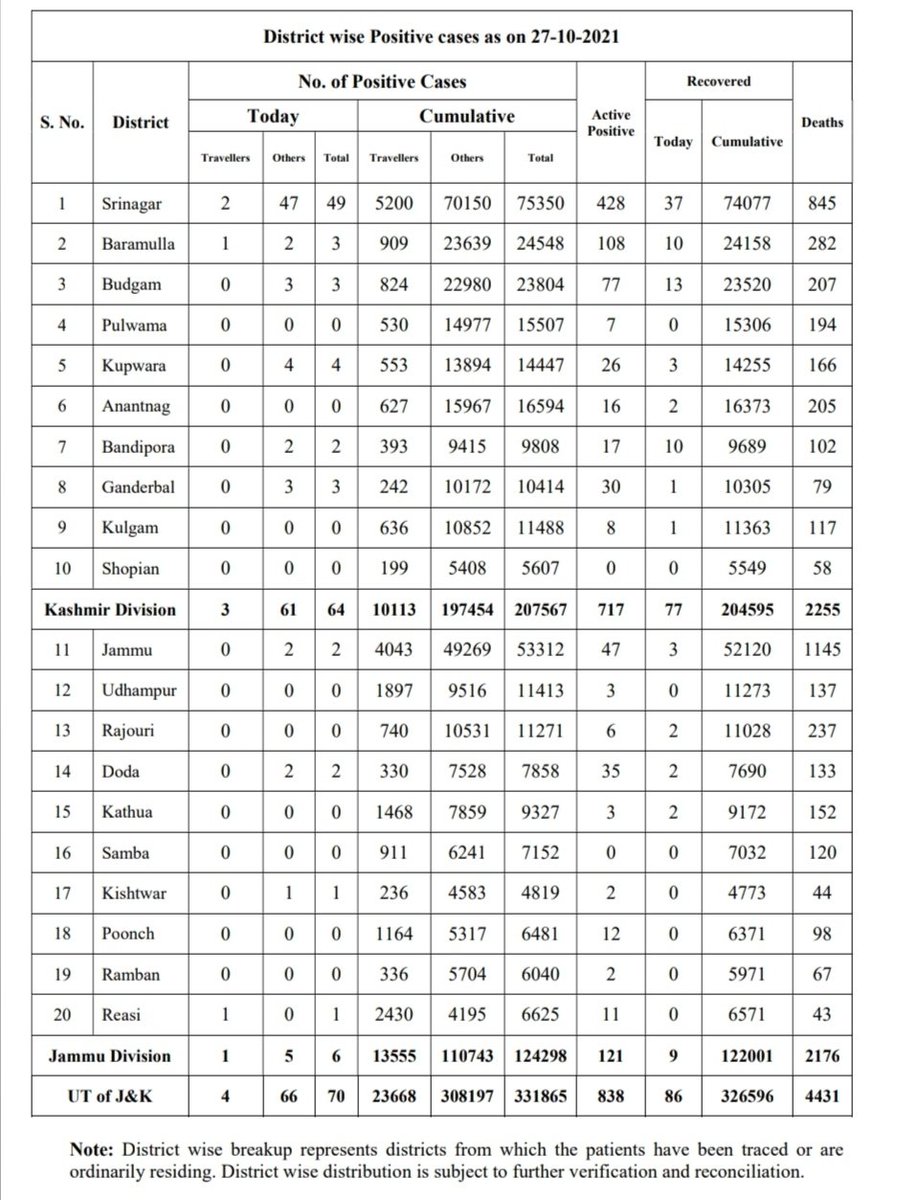 District wise Positive cases as on 27-10-2021
S. No. District No. of Positive Cases Active Positive Recovered Deaths
Today Cumulative Today Cumulative
Travellers Others Total Travellers Others Total
1 Srinagar 2 47 49 5200 70150 75350 428 37 74077 845
2 Baramulla 1 2 3 909 23639 24548 108 10 24158 282
3 Budgam 0 3 3 824 22980 23804 77 13 23520 207
4 Pulwama 0 0 0 530 14977 15507 7 0 15306 194
5 Kupwara 0 4 4 553 13894 14447 26 3 14255 166
6 Anantnag 0 0 0 627 15967 16594 16 2 16373 205
7 Bandipora 0 2 2 393 9415 9808 17 10 9689 102
8 Ganderbal 0 3 3 242 10172 10414 30 1 10305 79
9 Kulgam 0 0 0 636 10852 11488 8 1 11363 117
10 Shopian 0 0 0 199 5408 5607 0 0 5549 58
Kashmir Division 3 61 64 10113 197454 207567 717 77 204595 2255
11 Jammu 0 2 2 4043 49269 53312 47 3 52120 1145
12 Udhampur 0 0 0 1897 9516 11413 3 0 11273 137
13 Rajouri 0 0 0 740 10531 11271 6 2 11028 237
14 Doda 0 2 2 330 7528 7858 35 2 7690 133
15 Kathua 0 0 0 1468 7859 9327 3 2 9172 152
16 Samba 0 0 0 911 6241 7152 0 0 7032 120
17 Kishtwar 0 1 1 236 4583 4819 2 0 4773 44
18 Poonch 0 0 0 1164 5317 6481 12 0 6371 98
19 Ramban 0 0 0 336 5704 6040 2 0 5971 67
20 Reasi 1 0 1 2430 4195 6625 11 0 6571 43
Jammu Division 1 5 6 13555 110743 124298 121 9 122001 2176
UT of J&K 4 66 70 23668 308197 331865 838 86 326596 4431
Note: District wise breakup represents districts from which the patients have been traced or are
ordinarily residing. District wise distribution is subject to further verification and reconciliation.